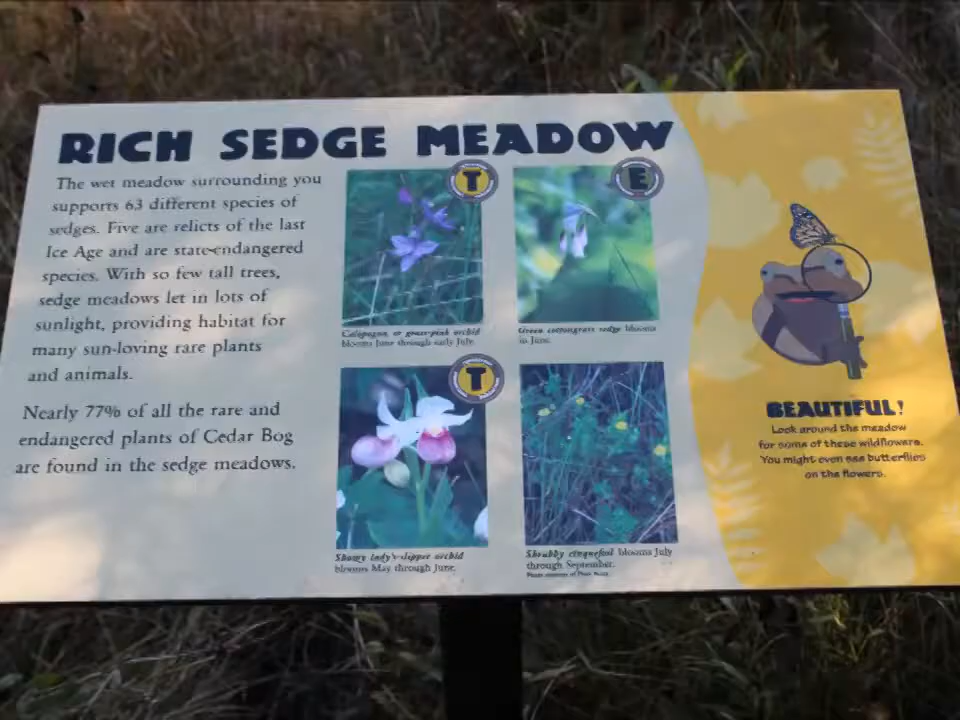 RICH SEDGE MEADOW
The wet meadow surrounding you
supports 63 different species of
sedges. Five are relicts of the last
Ice Age and are state-endangered
species. With so few tall trees,
sedge meadows let in lots of
sunlight, providing habitat for
many sun-loving rare plants
and animals.
Nearly 77% of all the rare and
endangered plants of Cedar Bog
are found in the sedge meadows.
T
Calopogon or grass-pink orchid
blooms June through early July.
E
Green cottongrass sedge blooms
in June.
T
Showy lady's-slipper orchid
blooms May through June.
Shrubby cinquefoil blooms July
through September.
BEAUTIFUL!
Look around the meadow
for some of these wildflowers.
You might even see butterflies
on the flowers.